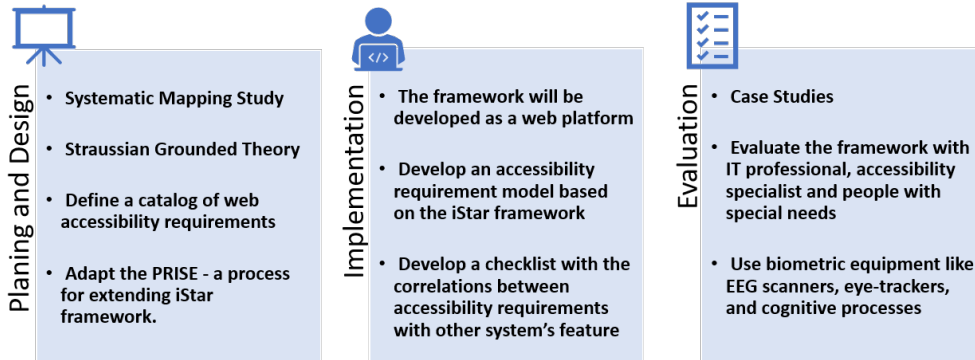 Planing and Design
• Systematic Mapping Study
• Straussian Grounded Theory
• Define a catalog of web
accessibility requirements
• Adapt the PRISE - a process
for extending iStar
framework.
</>
Implementation
• The framework will be
developed as a web platform
• Develop an accessibility
requirement model based
on the iStar framework
• Develop a checklist with the
correlations between
accessibility requirements
with other system's feature
Evaluation
• Case Studies
• Evaluate the framework with
IT professional, accessibility
specialist and people with
special needs
• Use biometric equipment like
EEG scanners, eye-trackers,
and cognitive processes